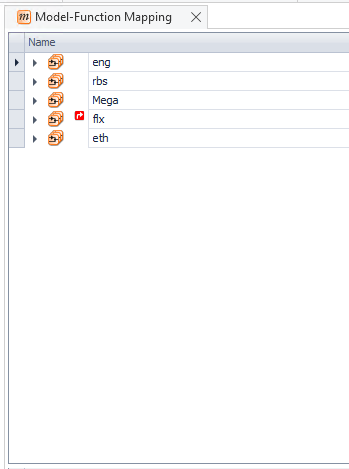 Model-Function Mapping
Name
eng
rbs
Mega
flx
eth